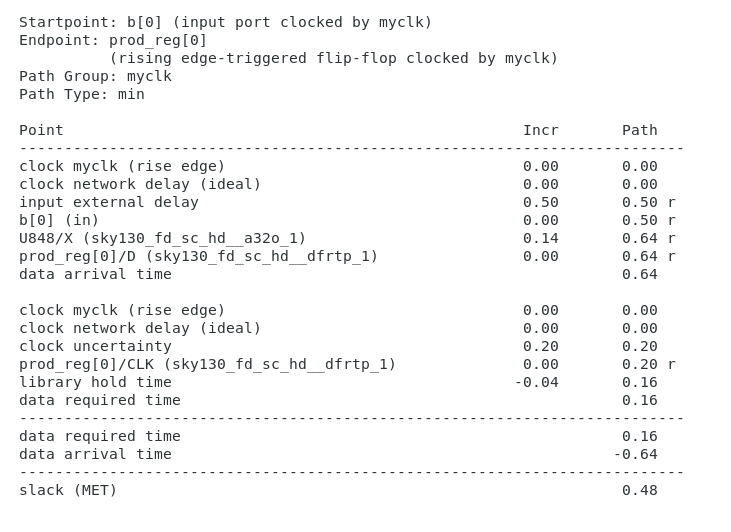 Startpoint: b[0] (input port clocked by myclk)
Endpoint: prod_reg[0]
          (rising edge-triggered flip-flop clocked by myclk)
Path Group: myclk
Path Type: min

Point                                                   Incr       Path
--------------------------------------------------------------------------
clock myclk (rise edge)                                 0.00       0.00
clock network delay (ideal)                             0.00       0.00
input external delay                                    0.50       0.50 r
b[0] (in)                                               0.00       0.50 r
U848/X (sky130_fd_sc_hd__a32o_1)                        0.14       0.64 r
prod_reg[0]/D (sky130_fd_sc_hd__dfrtp_1)                0.00       0.64 r
data arrival time                                                  0.64

clock myclk (rise edge)                                 0.00       0.00
clock network delay (ideal)                             0.00       0.00
clock uncertainty                                       0.20       0.20
prod_reg[0]/CLK (sky130_fd_sc_hd__dfrtp_1)              0.00       0.20 r
library hold time                                      -0.04       0.16
data required time                                                 0.16
--------------------------------------------------------------------------
data required time                                                 0.16
data arrival time                                                 -0.64
--------------------------------------------------------------------------
slack (MET)                                                        0.48